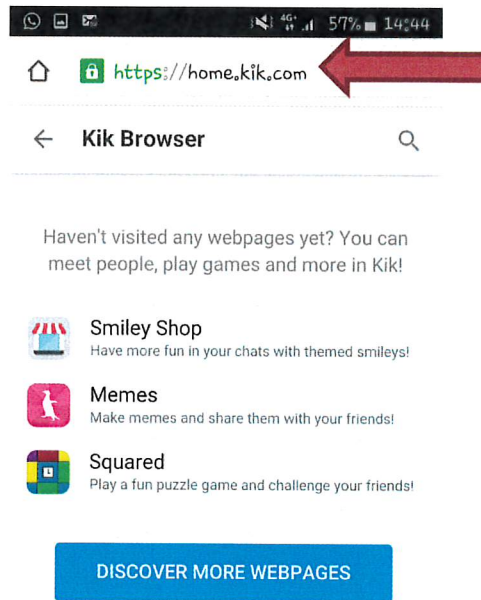 4G+ 57% 14:44
https://home.kik.com
Kik Browser
Haven't visited any webpages yet? You can
meet people, play games and more in Kik!
Smiley Shop
Have more fun in your chats with themed smileys!
Memes
Make memes and share them with your friends!
Squared
Play a fun puzzle game and challenge your friends!
DISCOVER MORE WEBPAGES